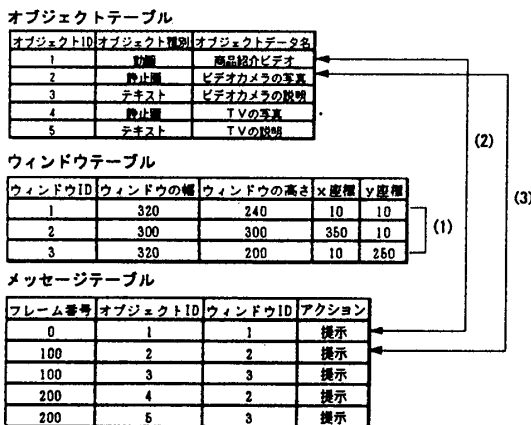 オブジェクトテーブル
オブジェクトID オブジェクト種別 オブジェクトデータ名
1 動画 商品紹介ビデオ
2 静止画 ビデオカメラの写真
3 テキスト ビデオカメラの説明
4 静止画 TVの写真
5 テキスト TVの説明
(2)
(3)
ウィンドウテーブル
ウィンドウID ウィンドウの幅 ウィンドウの高さ x座標 y座標
1 320 240 10 10
2 300 300 350 10
3 320 200 10 250
(1)
メッセージテーブル
フレーム番号 オブジェクトID ウィンドウID アクション
0 1 1 提示
100 2 2 提示
100 3 3 提示
200 4 2 提示
200 5 3 提示